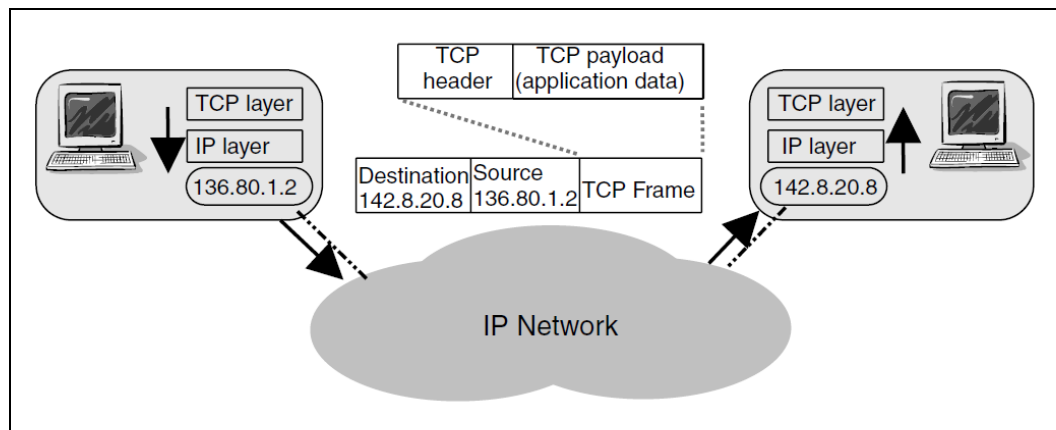 TCP header
TCP payload (application data)
TCP layer
IP layer
136.80.1.2
Destination 142.8.20.8
Source 136.80.1.2
TCP Frame
TCP layer
IP layer
142.8.20.8
IP Network